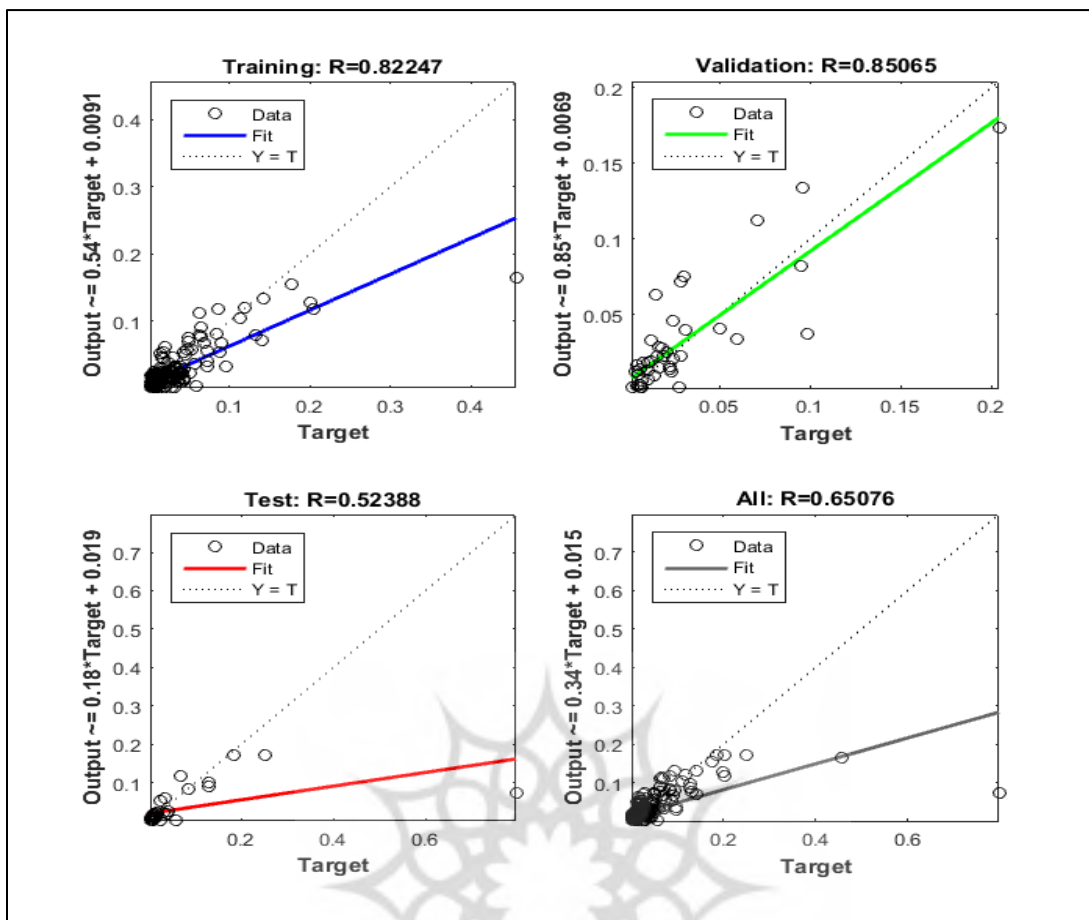 Training: R=0.82247
Output ~= 0.54*Target + 0.0091
0.4
0.3
0.2
0.1
Data
Fit
Y = T
0.1
0.2
0.3
0.4
Target
Validation: R=0.85065
Output ~= 0.85*Target + 0.0069
0.2
0.15
0.1
0.05
Data
Fit
Y = T
0.05
0.1
0.15
0.2
Target
Test: R=0.52388
Output ~= 0.18*Target + 0.019
0.7
0.6
0.5
0.4
0.3
0.2
0.1
Data
Fit
Y = T
0.2
0.4
0.6
Target
All: R=0.65076
Output ~= 0.34*Target + 0.015
0.7
0.6
0.5
0.4
0.3
0.2
0.1
Data
Fit
Y = T
0.2
0.4
0.6
Target